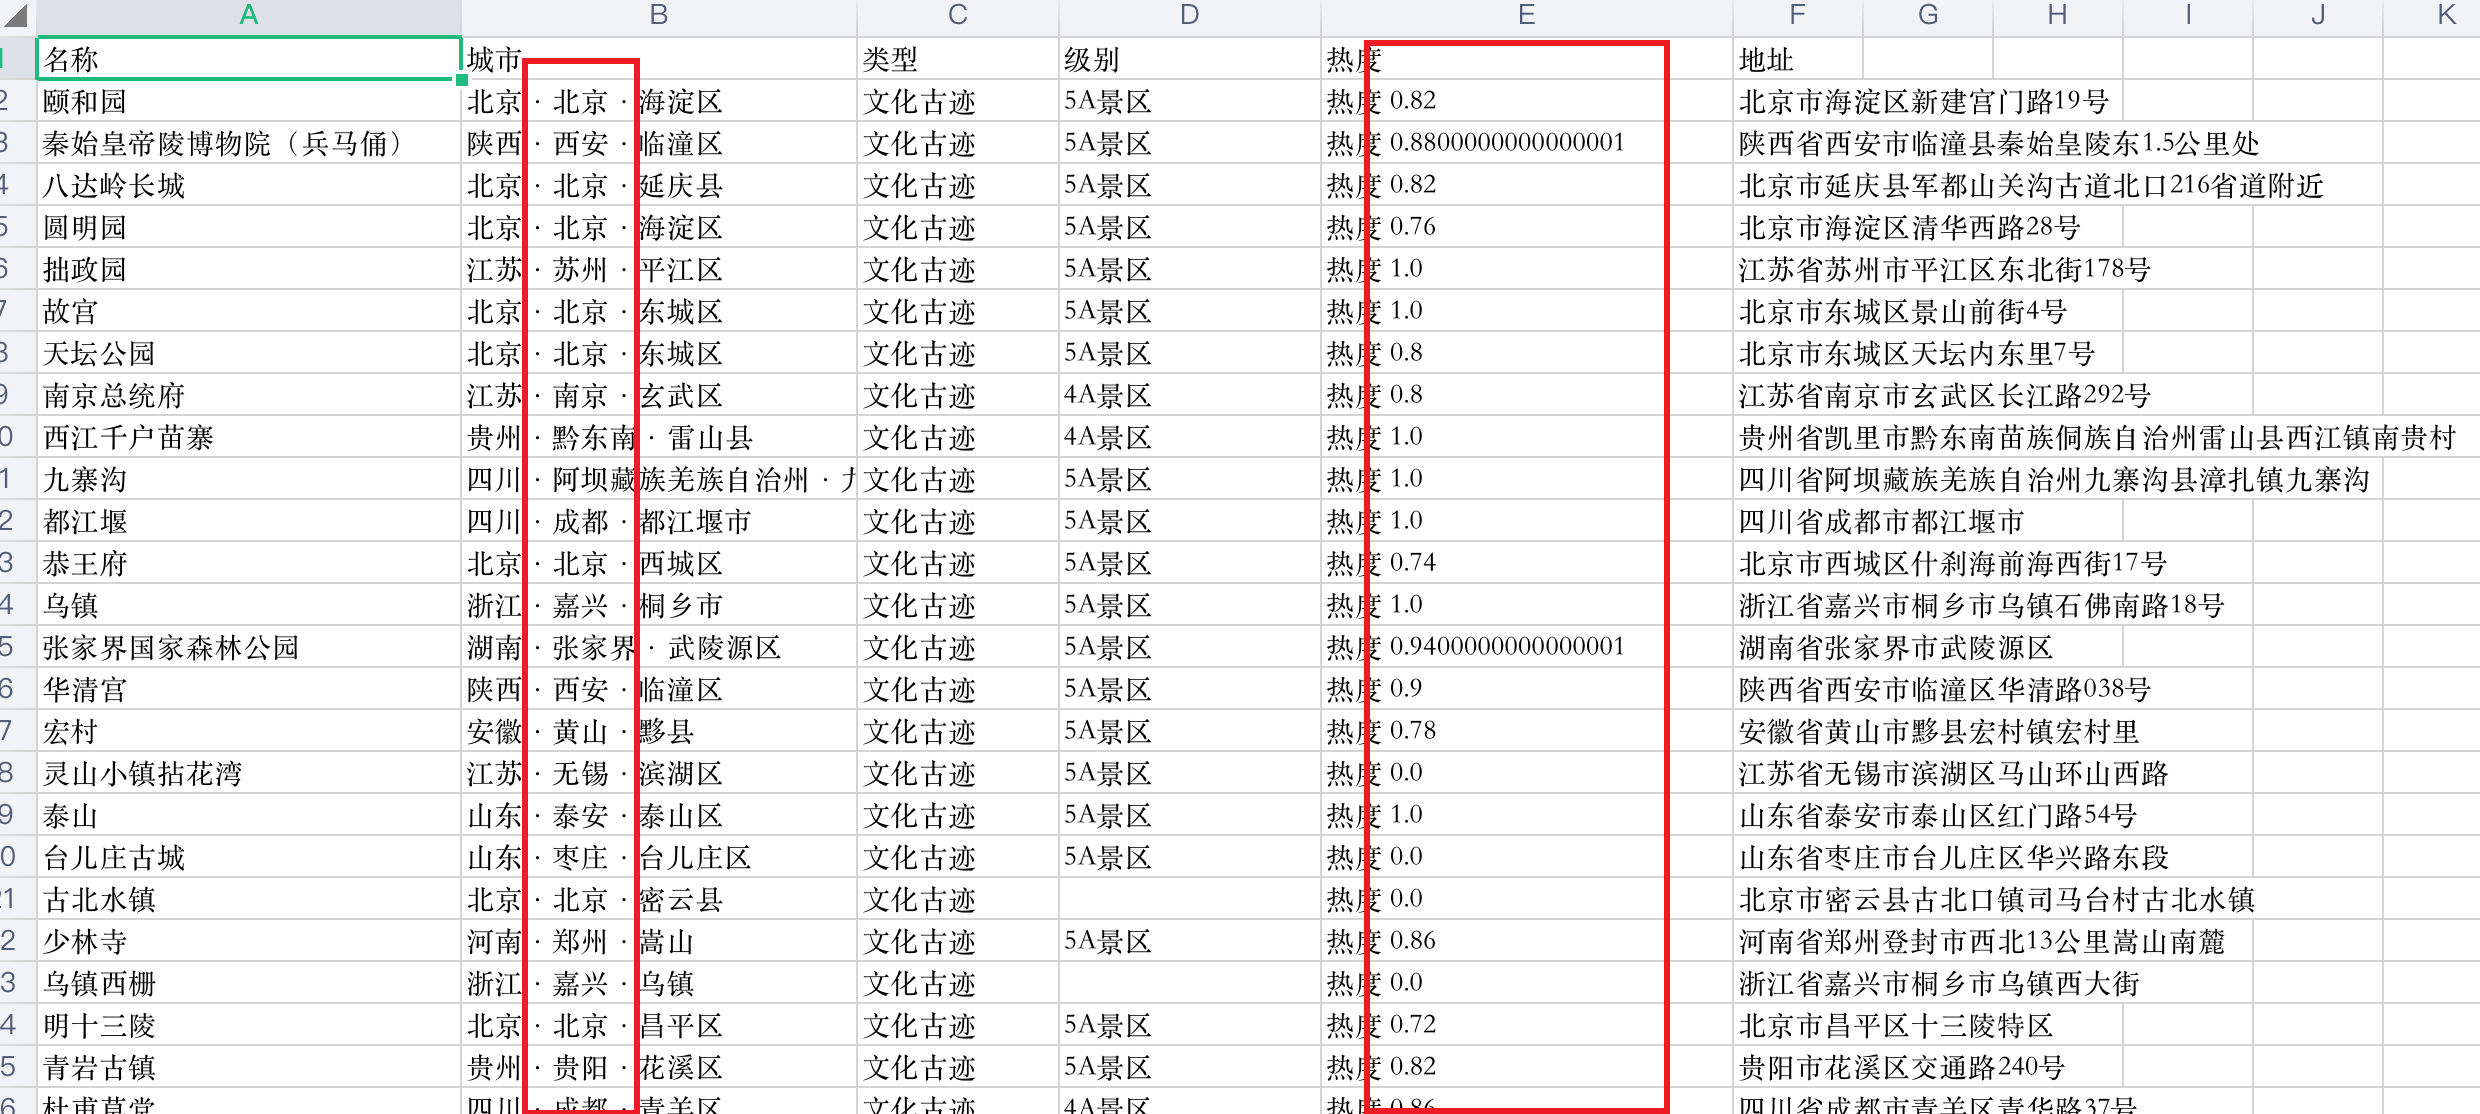 A B C D E F G H I J K
1 名称 城市 类型 级别 热度 地址
2 颐和园 北京 · 北京 · 海淀区 文化古迹 5A景区 热度 0.82 北京市海淀区新建宫门路19号
3 秦始皇帝陵博物院（兵马俑） 陕西 · 西安 · 临潼区 文化古迹 5A景区 热度 0.8800000000000001 陕西省西安市临潼县秦始皇陵东1.5公里处
4 八达岭长城 北京 · 北京 · 延庆县 文化古迹 5A景区 热度 0.82 北京市延庆县军都山关沟古道北口216省道附近
5 圆明园 北京 · 北京 · 海淀区 文化古迹 5A景区 热度 0.76 北京市海淀区清华西路28号
6 拙政园 江苏 · 苏州 · 平江区 文化古迹 5A景区 热度 1.0 江苏省苏州市平江区东北街178号
7 故宫 北京 · 北京 · 东城区 文化古迹 5A景区 热度 1.0 北京市东城区景山前街4号
8 天坛公园 北京 · 北京 · 东城区 文化古迹 5A景区 热度 0.8 北京市东城区天坛内东里7号
9 南京总统府 江苏 · 南京 · 玄武区 文化古迹 4A景区 热度 0.8 江苏省南京市玄武区长江路292号
0 西江千户苗寨 贵州 · 黔东南 · 雷山县 文化古迹 4A景区 热度 1.0 贵州省凯里市黔东南苗族侗族自治州雷山县西江镇南贵村
1 九寨沟 四川 · 阿坝藏族羌族自治州 · 文化古迹 5A景区 热度 1.0 四川省阿坝藏族羌族自治州九寨沟县漳扎镇九寨沟
2 都江堰 四川 · 成都 · 都江堰市 文化古迹 5A景区 热度 1.0 四川省成都市都江堰市
3 恭王府 北京 · 北京 · 西城区 文化古迹 5A景区 热度 0.74 北京市西城区什刹海前海西街17号
4 乌镇 浙江 · 嘉兴 · 桐乡市 文化古迹 5A景区 热度 1.0 浙江省嘉兴市桐乡市乌镇石佛南路18号
5 张家界国家森林公园 湖南 · 张家界 · 武陵源区 文化古迹 5A景区 热度 0.9400000000000001 湖南省张家界市武陵源区
6 华清宫 陕西 · 西安 · 临潼区 文化古迹 5A景区 热度 0.9 陕西省西安市临潼区华清路038号
7 宏村 安徽 · 黄山 · 黟县 文化古迹 5A景区 热度 0.78 安徽省黄山市黟县宏村镇宏村里
8 灵山小镇拈花湾 江苏 · 无锡 · 滨湖区 文化古迹 5A景区 热度 0.0 江苏省无锡市滨湖区马山环山西路
9 泰山 山东 · 泰安 · 泰山区 文化古迹 5A景区 热度 1.0 山东省泰安市泰山区红门路54号
0 台儿庄古城 山东 · 枣庄 · 台儿庄区 文化古迹 5A景区 热度 0.0 山东省枣庄市台儿庄区华兴路东段
21 古北水镇 北京 · 北京 · 密云县 文化古迹 热度 0.0 北京市密云县古北口镇司马台村古北水镇
2 少林寺 河南 · 郑州 · 嵩山 文化古迹 5A景区 热度 0.86 河南省郑州登封市西北13公里嵩山南麓
3 乌镇西栅 浙江 · 嘉兴 · 乌镇 文化古迹 热度 0.0 浙江省嘉兴市桐乡市乌镇西大街
4 明十三陵 北京 · 北京 · 昌平区 文化古迹 5A景区 热度 0.72 北京市昌平区十三陵特区
5 青岩古镇 贵州 · 贵阳 · 花溪区 文化古迹 5A景区 热度 0.82 贵阳市花溪区交通路240号
6 杜甫草堂 四川 · 成都 · 青羊区 文化古迹 4A景区 热度 0.86 四川省成都市青羊区青华路37号